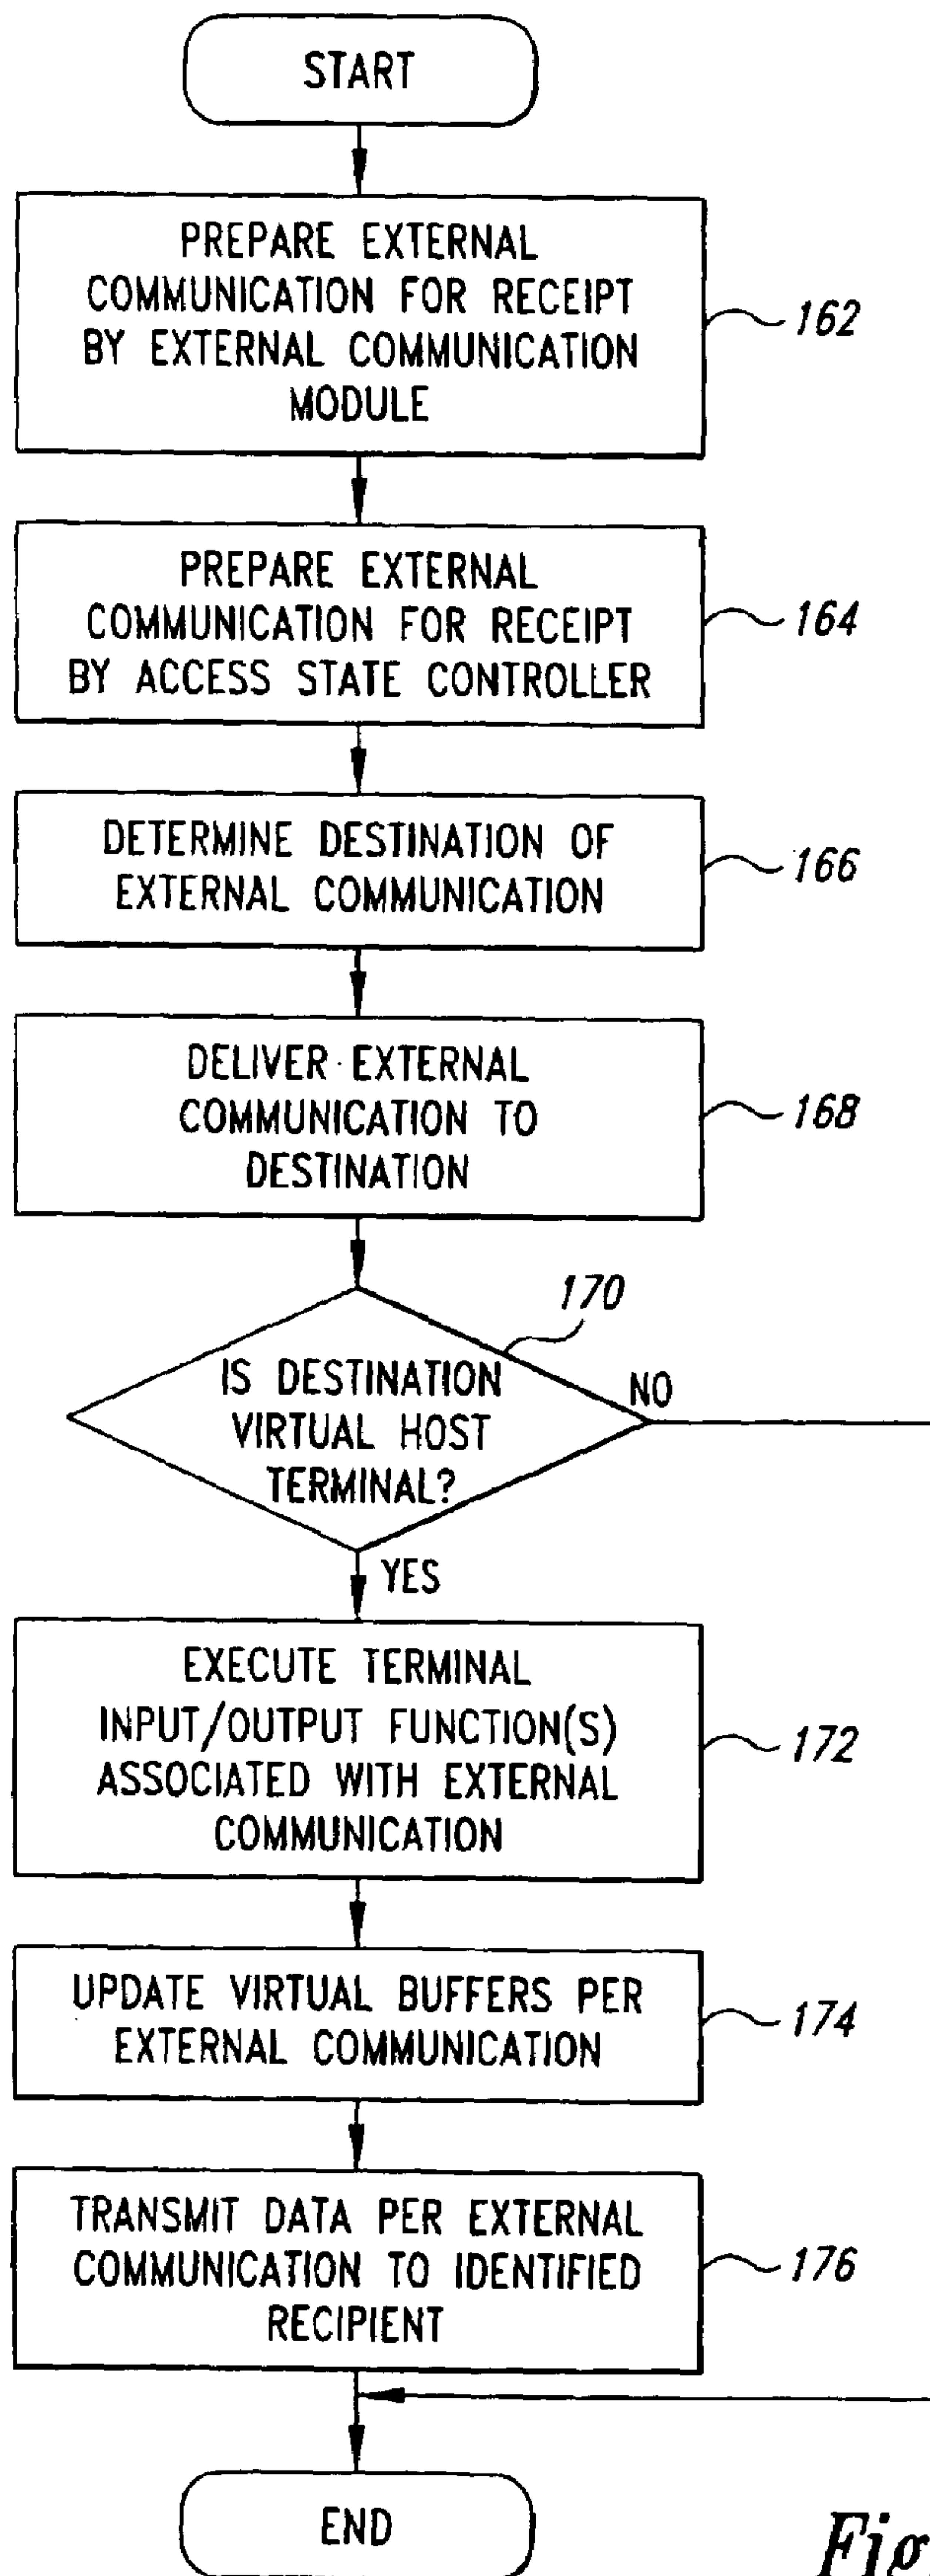 START
PREPARE EXTERNAL
COMMUNICATION FOR RECEIPT
BY EXTERNAL COMMUNICATION
MODULE
162
PREPARE EXTERNAL
COMMUNICATION FOR RECEIPT
BY ACCESS STATE CONTROLLER
164
DETERMINE DESTINATION OF
EXTERNAL COMMUNICATION
166
DELIVER EXTERNAL
COMMUNICATION TO
DESTINATION
168
170
IS DESTINATION
VIRTUAL HOST
TERMINAL?
NO
YES
EXECUTE TERMINAL
INPUT/OUTPUT FUNCTION(S)
ASSOCIATED WITH EXTERNAL
COMMUNICATION
172
UPDATE VIRTUAL BUFFERS PER
EXTERNAL COMMUNICATION
174
TRANSMIT DATA PER EXTERNAL
COMMUNICATION TO IDENTIFIED
RECIPIENT
176
END
Fig